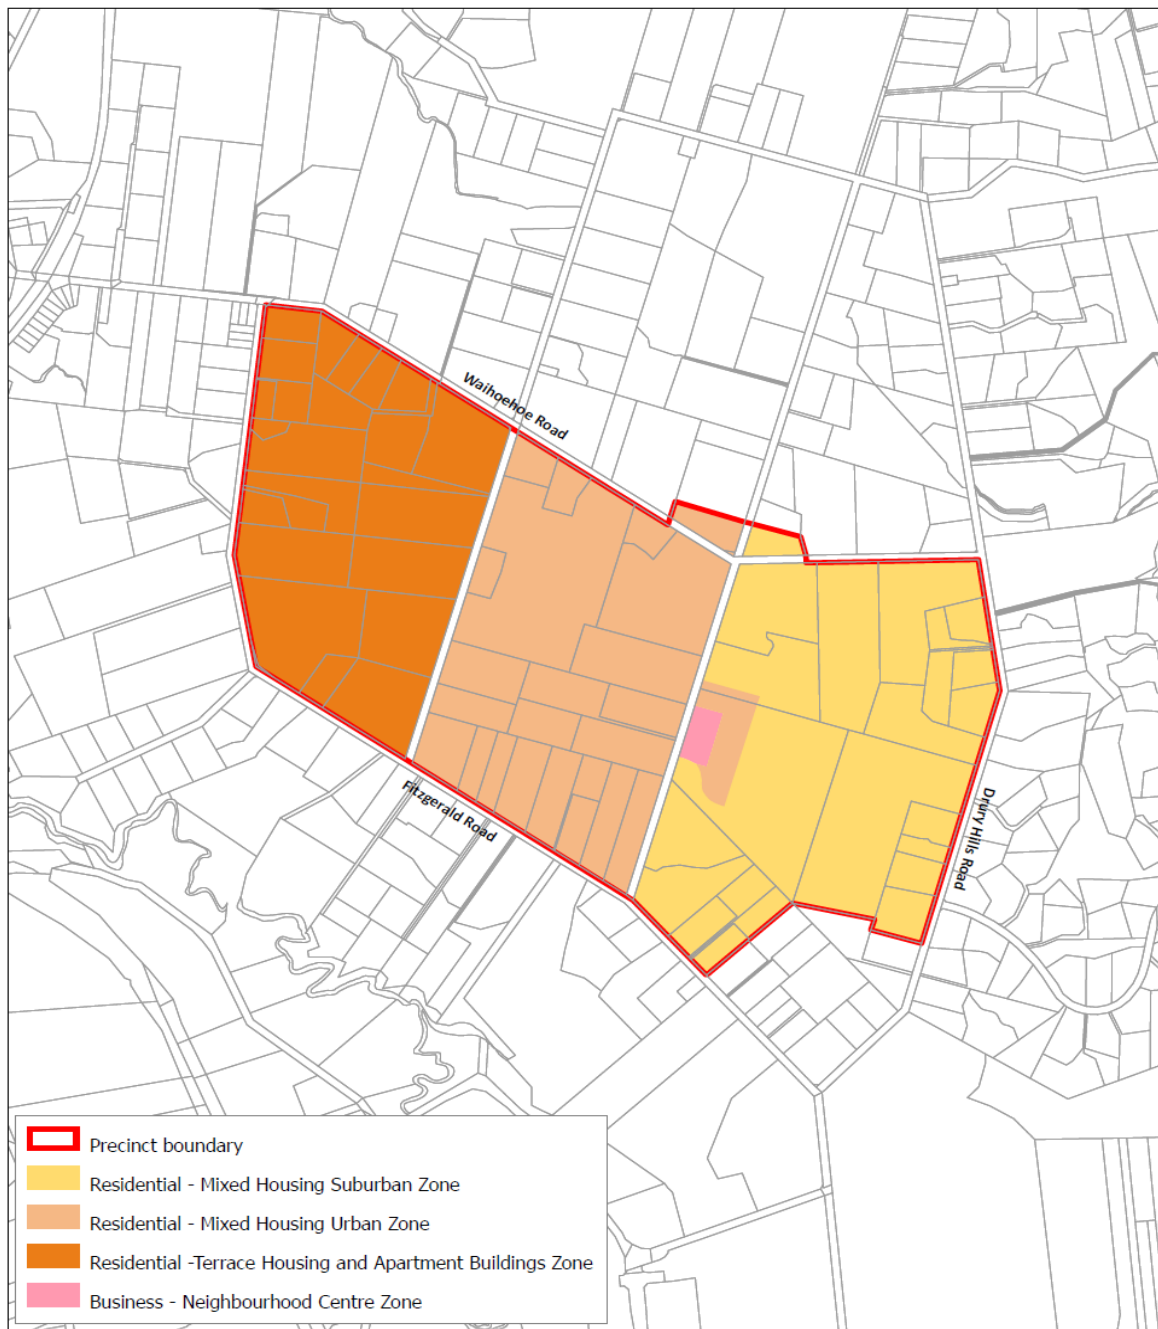 Waihoehoe Road
Fitzgerald Road
Drury Hills Road
Precinct boundary
Residential - Mixed Housing Suburban Zone
Residential - Mixed Housing Urban Zone
Residential -Terrace Housing and Apartment Buildings Zone
Business - Neighbourhood Centre Zone